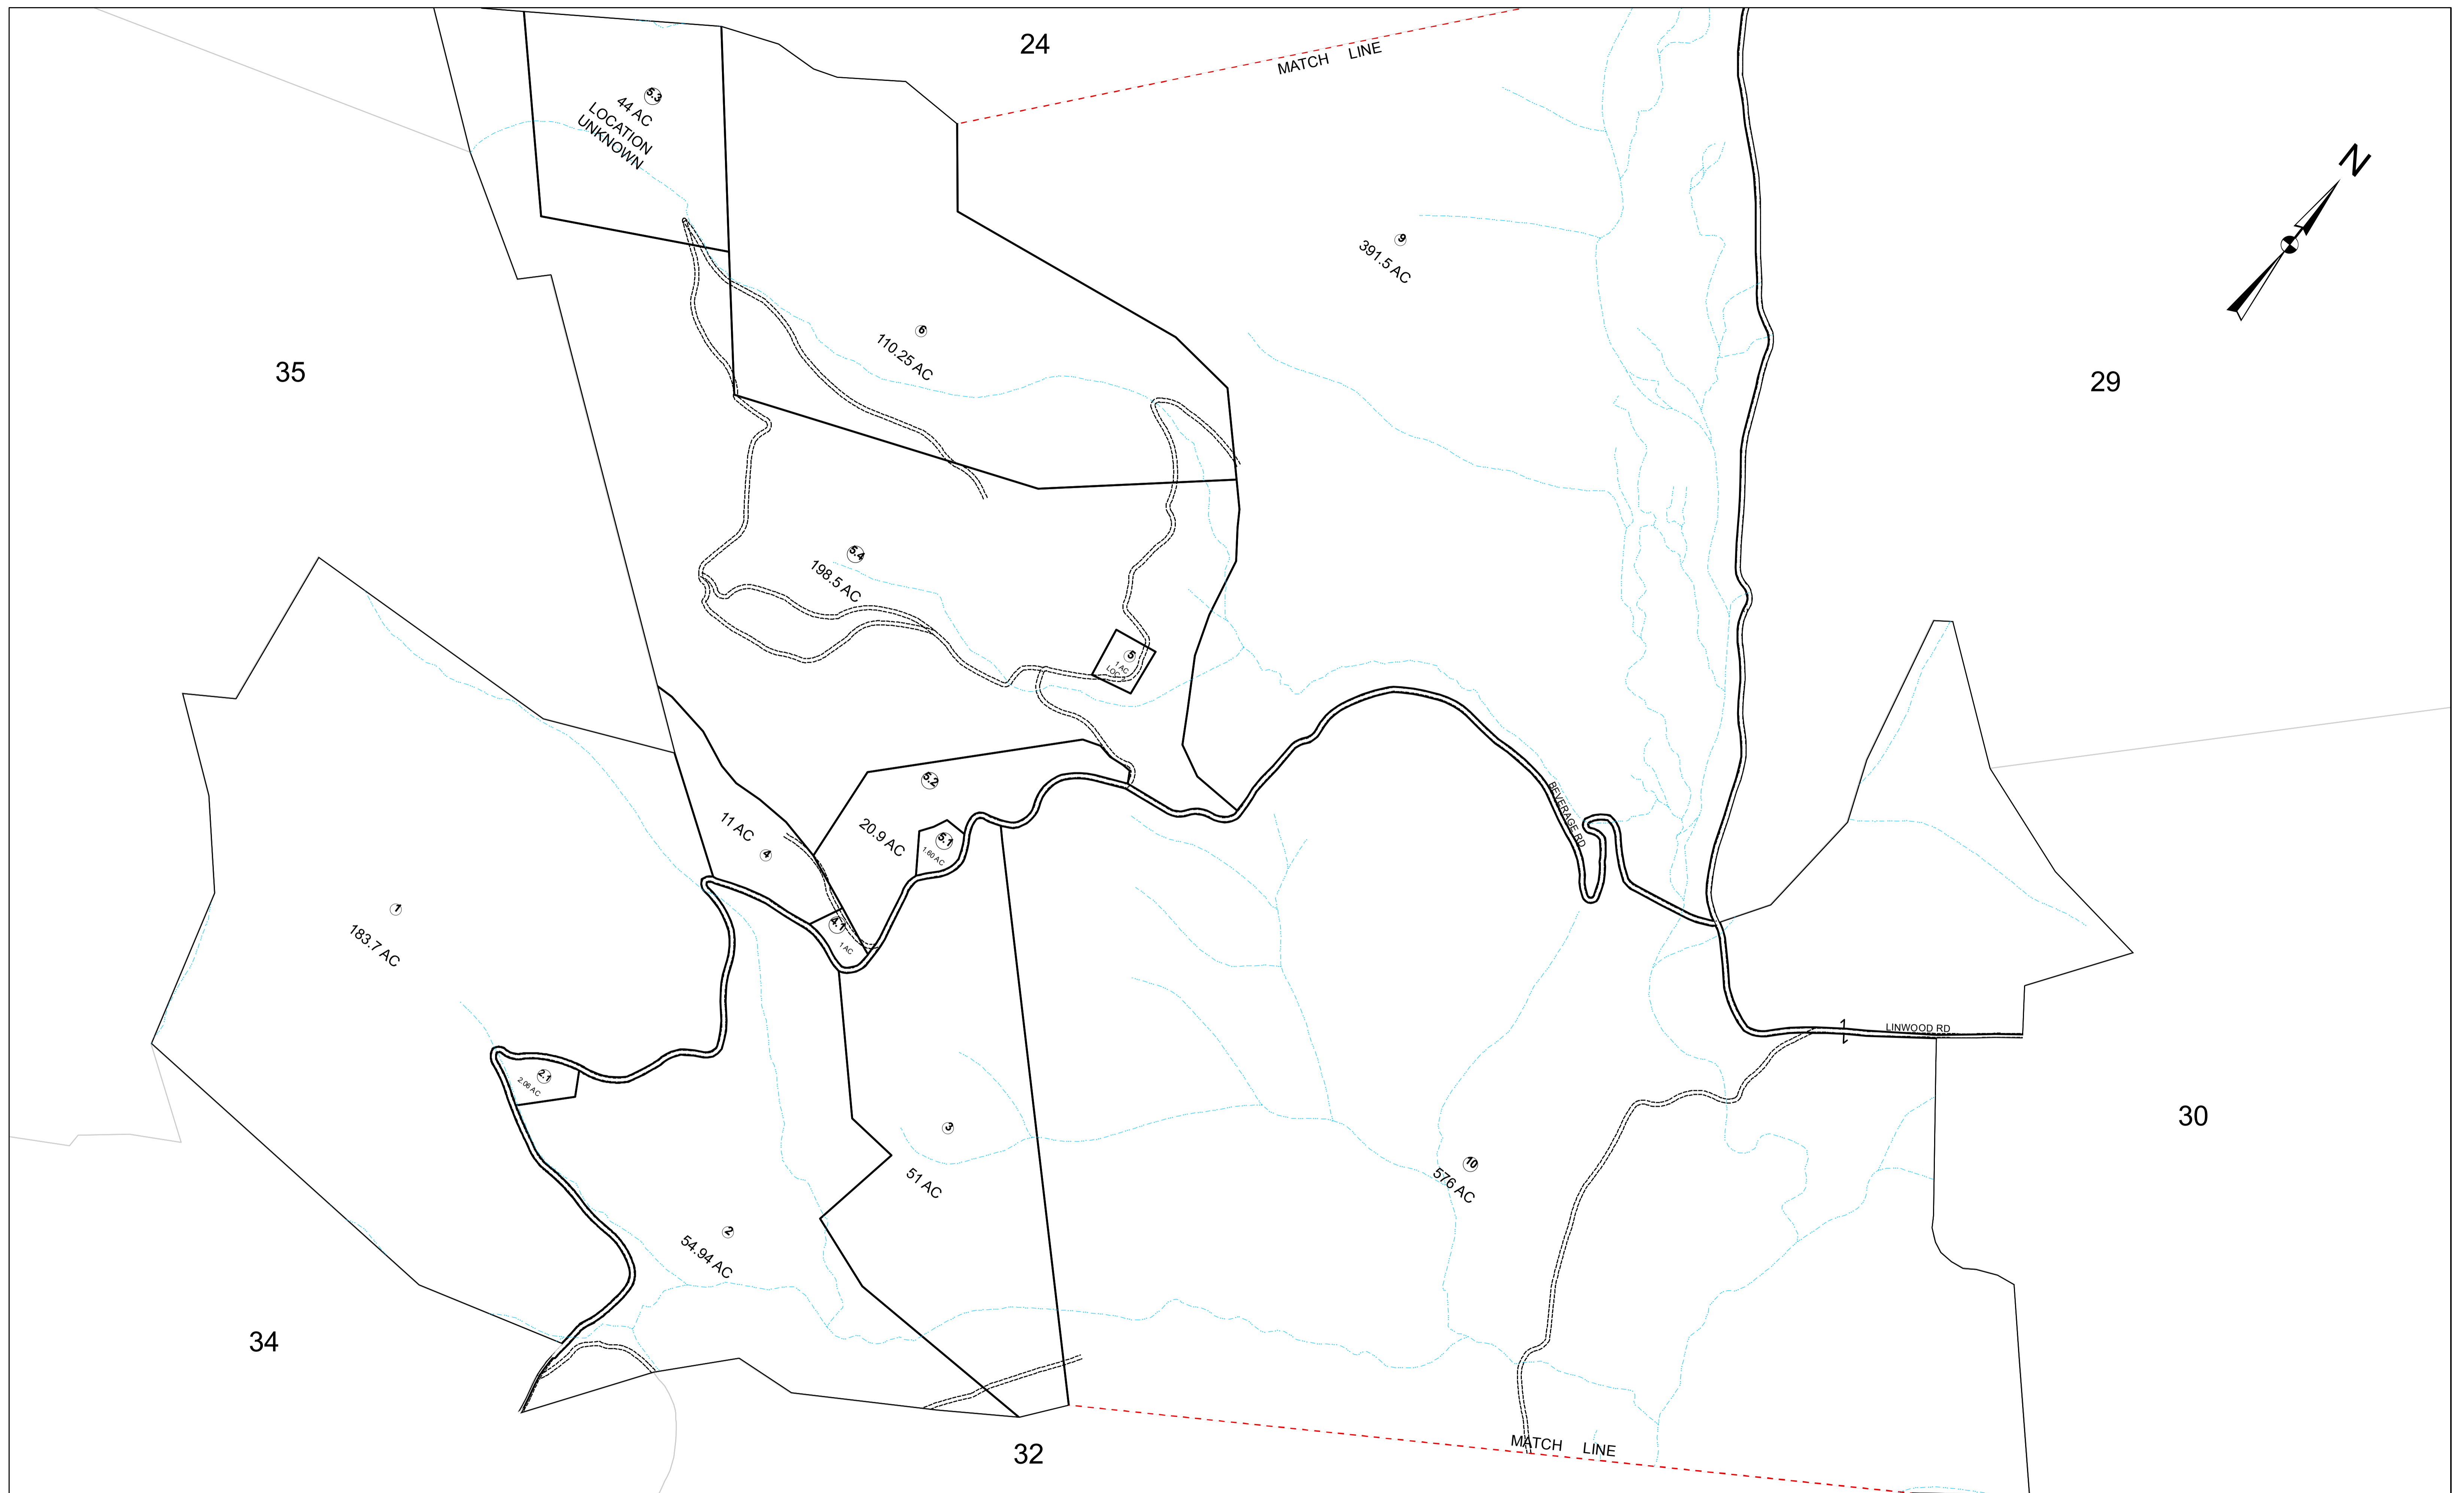 24
MATCH LINE
N
5.3
44 AC
LOCATION
UNKNOWN
9
391.5 AC
6
110.25 AC
35
29
5.4
198.5 AC
5
1 AC
5.2
20.9 AC
5.1
1.60 AC
11 AC
4
4.1
1 AC
BEVERAGE RD
1
183.7 AC
LINWOOD RD
2.1
2.06 AC
3
51 AC
10
576 AC
30
2
54.94 AC
34
32
MATCH LINE